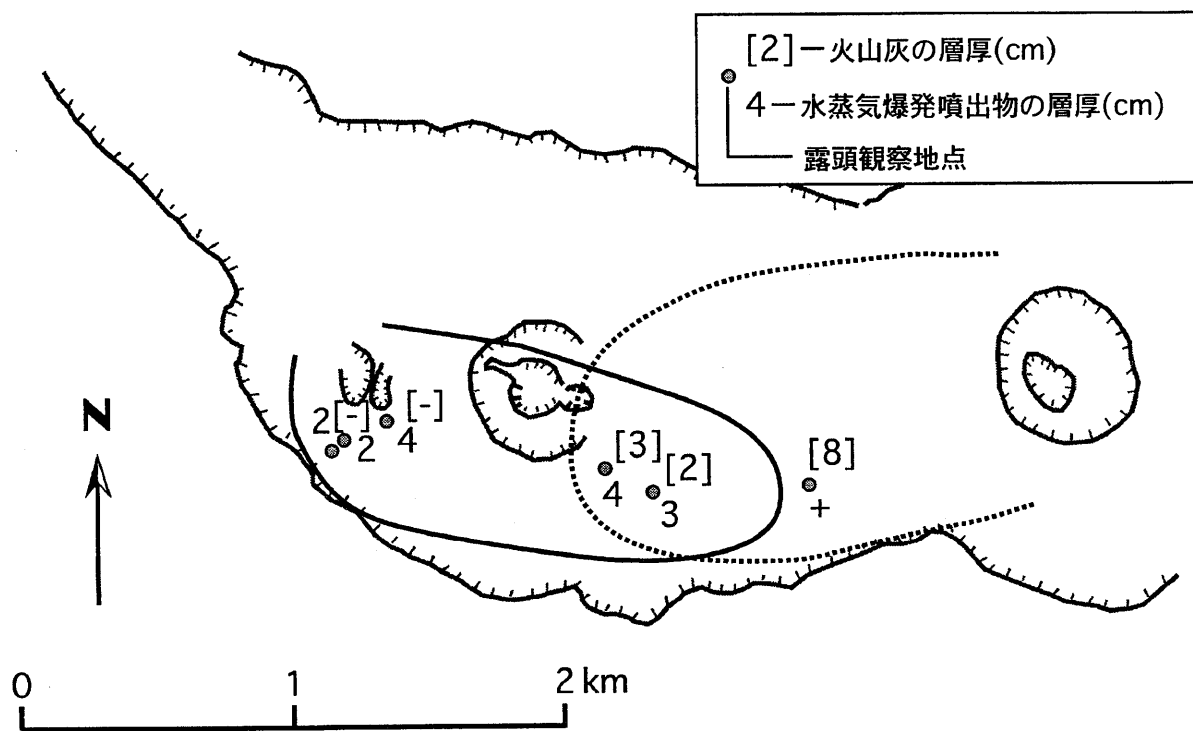 [2]ー火山灰の層厚(cm)
4ー水蒸気爆発噴出物の層厚(cm)
露頭観察地点
N
2[-]
2
[-]
4
[3]
4
[2]
3
[8]
+
0 1 2 km